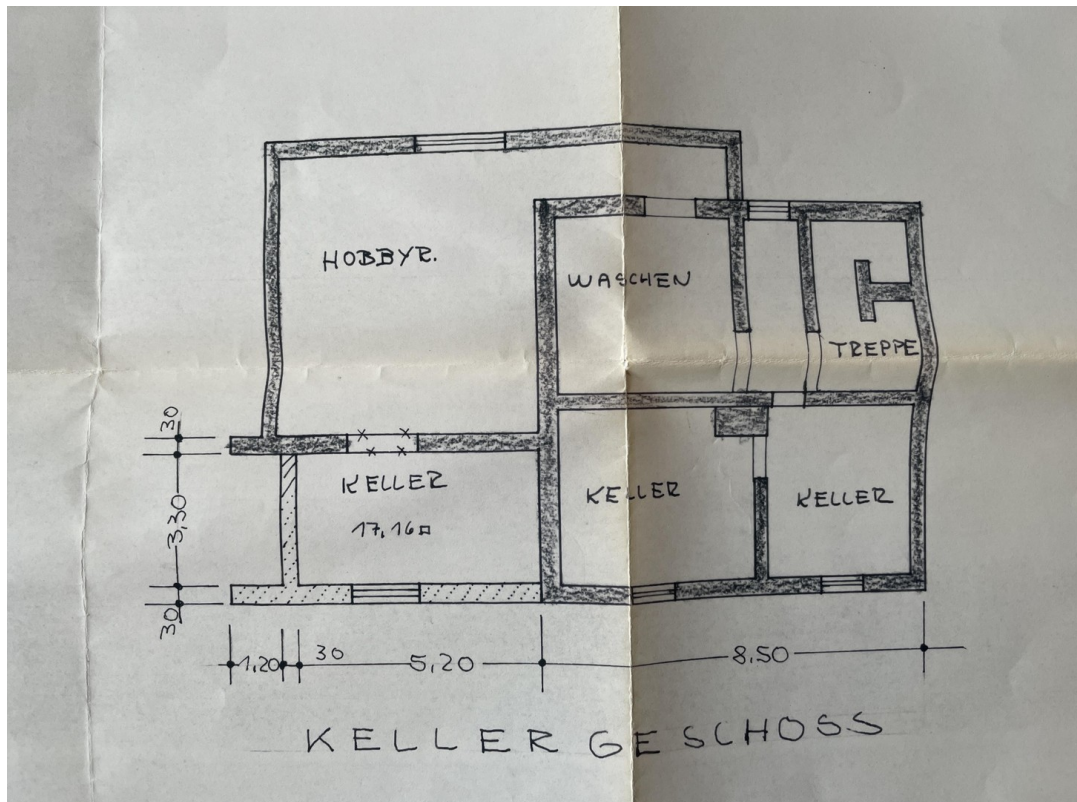 HOBBYR.
WASCHEN
TREPPE
30
3,30
30
KELLER
17,16□
KELLER
KELLER
1,20
30
5,20
8,50
KELLERGESCHOSS